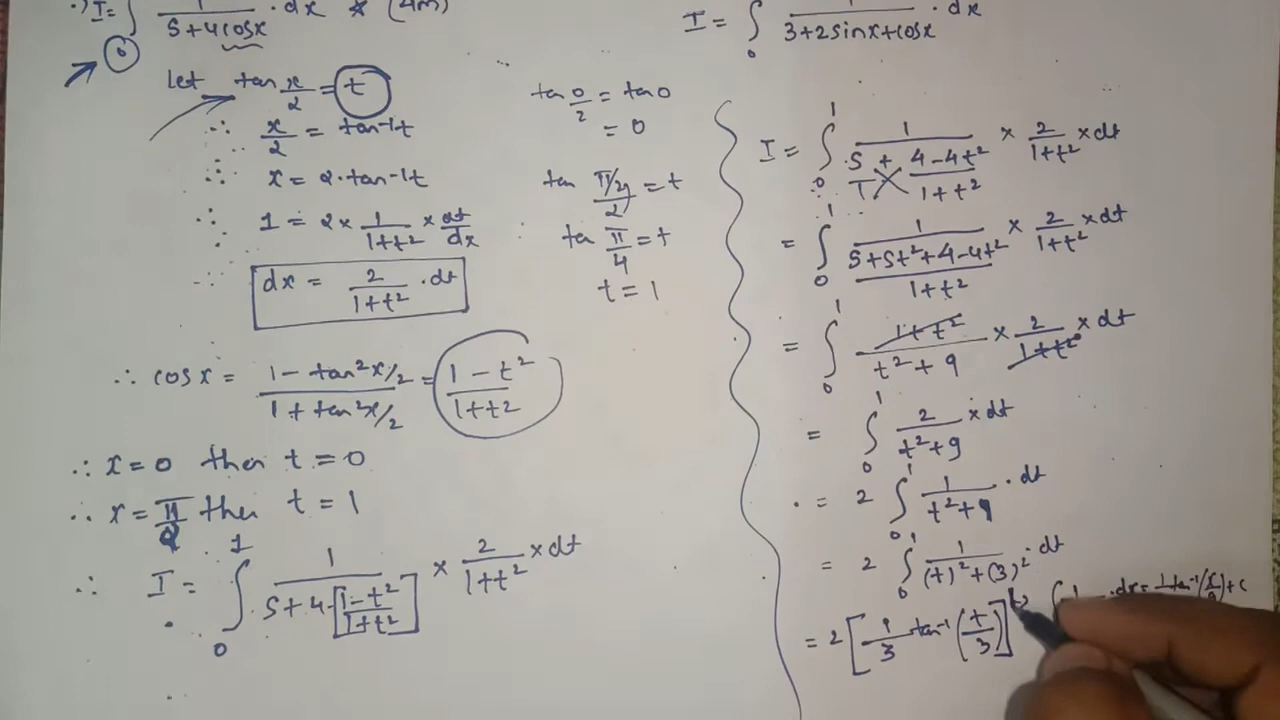 ·) I = ∫ 1/(5+4cosx) · dx * (4m)
0
Let tan x/2 = t
∴ x/2 = tan⁻¹t
∴ x = 2·tan⁻¹t
∴ 1 = 2 × 1/(1+t²) × dt/dx
dx = 2/(1+t²) · dt
tan 0/2 = tan 0
= 0
tan (π/2)/2 = t
tan π/4 = t
t = 1
∴ cos x = (1 - tan²x/2)/(1 + tan²x/2) = (1 - t²)/(1+t²)
∴ x = 0 then t = 0
∴ x = π/2 then t = 1
∴ I = ∫₀¹ 1/(5+4·[(1-t²)/(1+t²)]) × 2/(1+t²) × dt
I = ∫₀ 1/(3+2sinx+cosx) · dx
I = ∫₀¹ 1/(5/1 + (4-4t²)/(1+t²)) × 2/(1+t²) × dt
= ∫₀¹ 1/((5+5t²+4-4t²)/(1+t²)) × 2/(1+t²) × dt
= ∫₀¹ (1+t²)/(t²+9) × 2/(1+t²) × dt
= ∫₀¹ 2/(t²+9) × dt
= 2 ∫₀¹ 1/(t²+9) · dt
= 2 ∫₀¹ 1/((t)²+(3)²) · dt
= 2 [1/3 tan⁻¹(t/3)]